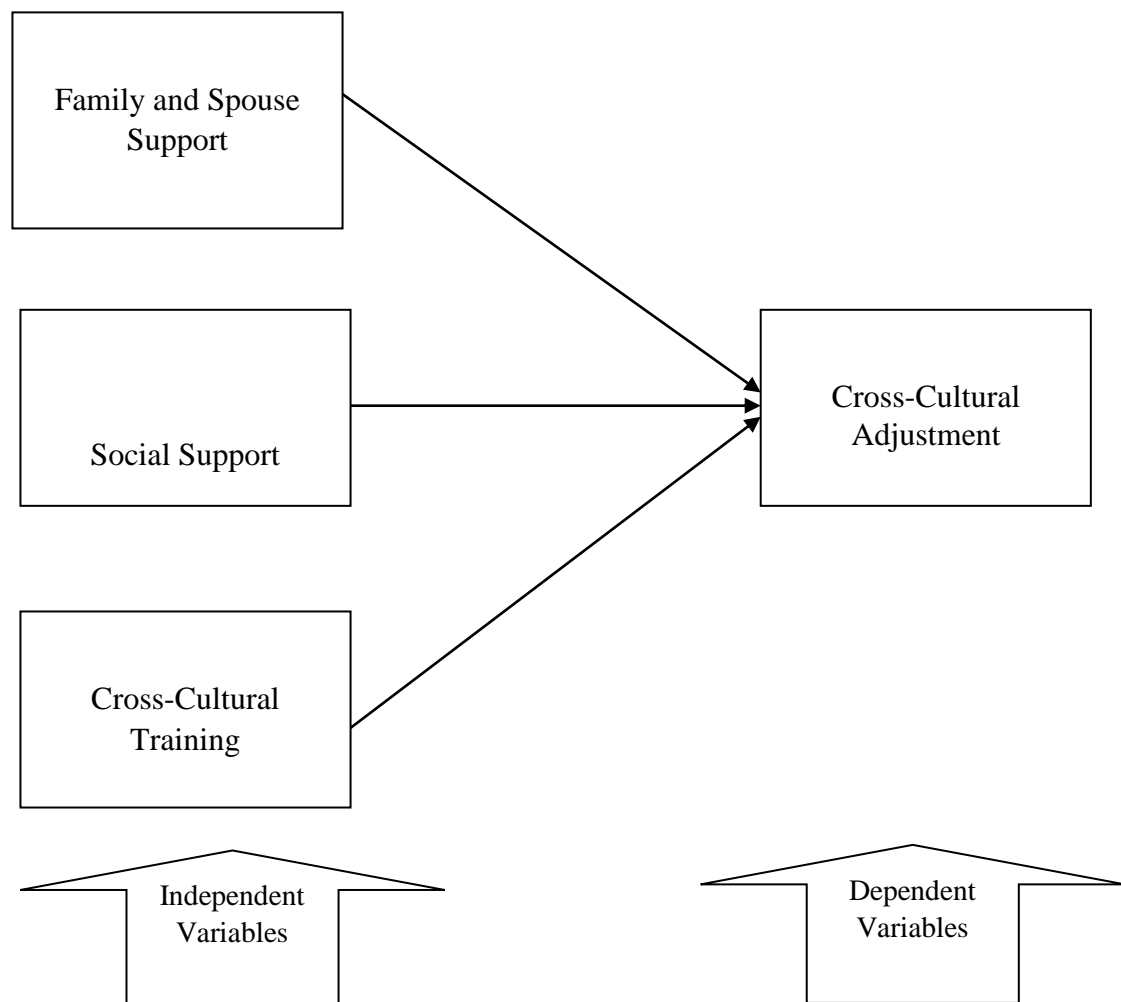 Family and Spouse
Support
Social Support
Cross-Cultural
Adjustment
Cross-Cultural
Training
Independent
Variables
Dependent
Variables